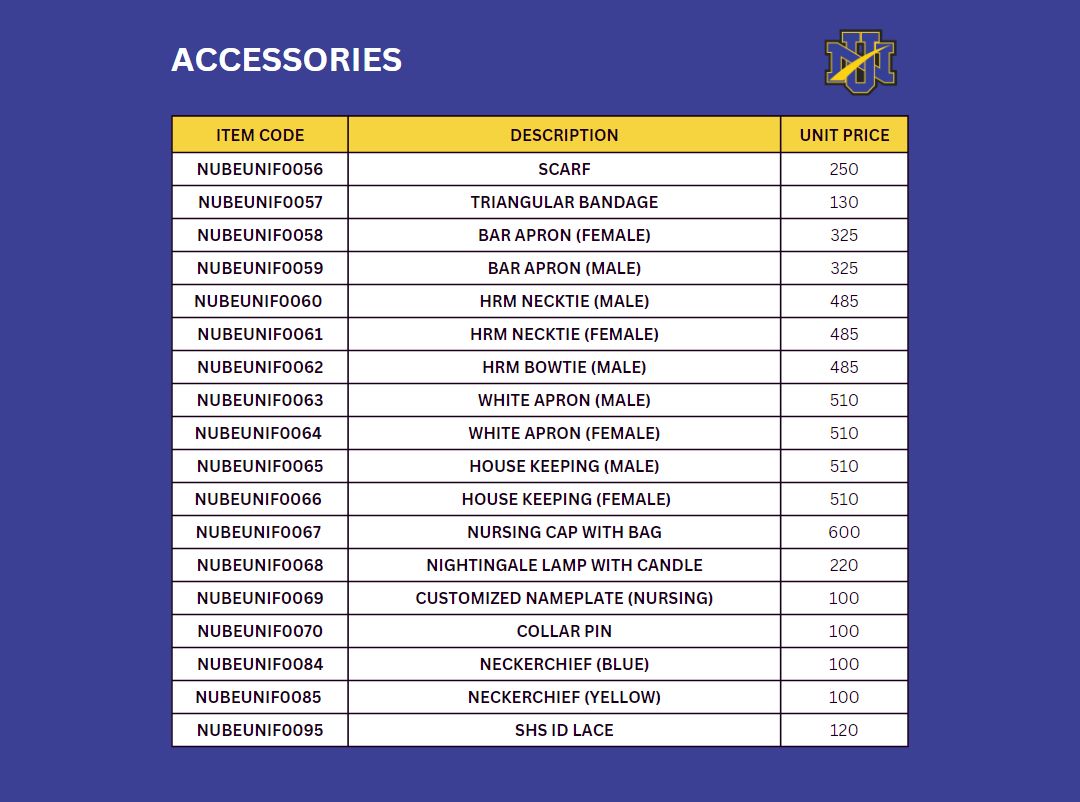 ACCESSORIES
NU
ITEM CODE DESCRIPTION UNIT PRICE
NUBEUNIF0056 SCARF 250
NUBEUNIF0057 TRIANGULAR BANDAGE 130
NUBEUNIF0058 BAR APRON (FEMALE) 325
NUBEUNIF0059 BAR APRON (MALE) 325
NUBEUNIF0060 HRM NECKTIE (MALE) 485
NUBEUNIF0061 HRM NECKTIE (FEMALE) 485
NUBEUNIF0062 HRM BOWTIE (MALE) 485
NUBEUNIF0063 WHITE APRON (MALE) 510
NUBEUNIF0064 WHITE APRON (FEMALE) 510
NUBEUNIF0065 HOUSE KEEPING (MALE) 510
NUBEUNIF0066 HOUSE KEEPING (FEMALE) 510
NUBEUNIF0067 NURSING CAP WITH BAG 600
NUBEUNIF0068 NIGHTINGALE LAMP WITH CANDLE 220
NUBEUNIF0069 CUSTOMIZED NAMEPLATE (NURSING) 100
NUBEUNIF0070 COLLAR PIN 100
NUBEUNIF0084 NECKERCHIEF (BLUE) 100
NUBEUNIF0085 NECKERCHIEF (YELLOW) 100
NUBEUNIF0095 SHS ID LACE 120